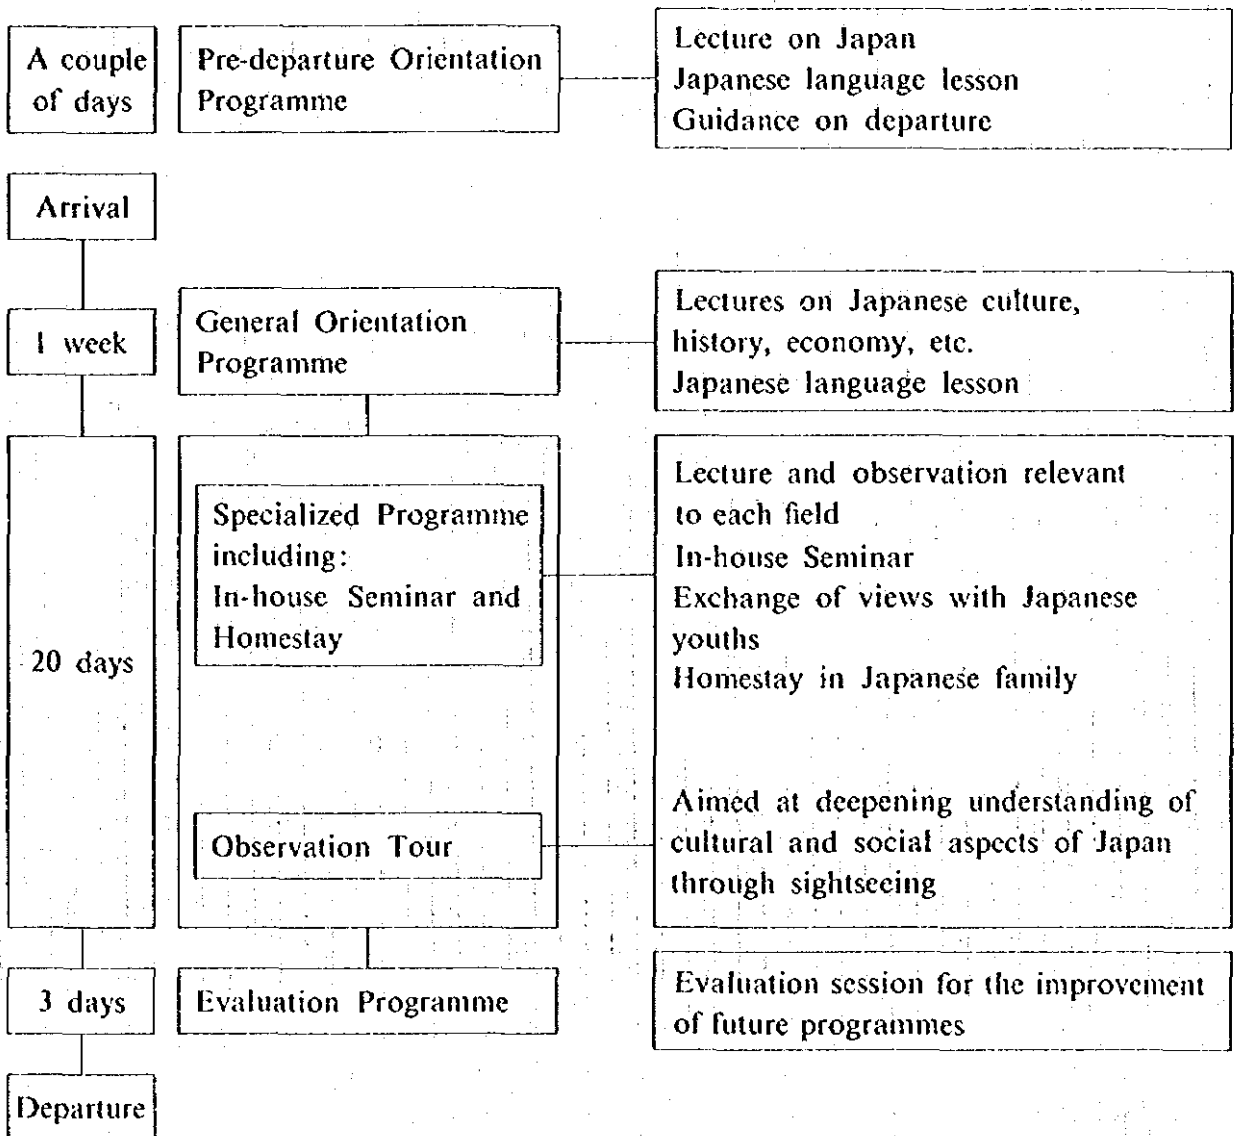 A couple
of days
Pre-departure Orientation
Programme
Lecture on Japan
Japanese language lesson
Guidance on departure
Arrival
1 week
General Orientation
Programme
Lectures on Japanese culture,
history, economy, etc.
Japanese language lesson
20 days
Specialized Programme
including:
In-house Seminar and
Homestay
Lecture and observation relevant
to each field
In-house Seminar
Exchange of views with Japanese
youths
Homestay in Japanese family
Observation Tour
Aimed at deepening understanding of
cultural and social aspects of Japan
through sightseeing
3 days
Evaluation Programme
Evaluation session for the improvement
of future programmes
Departure